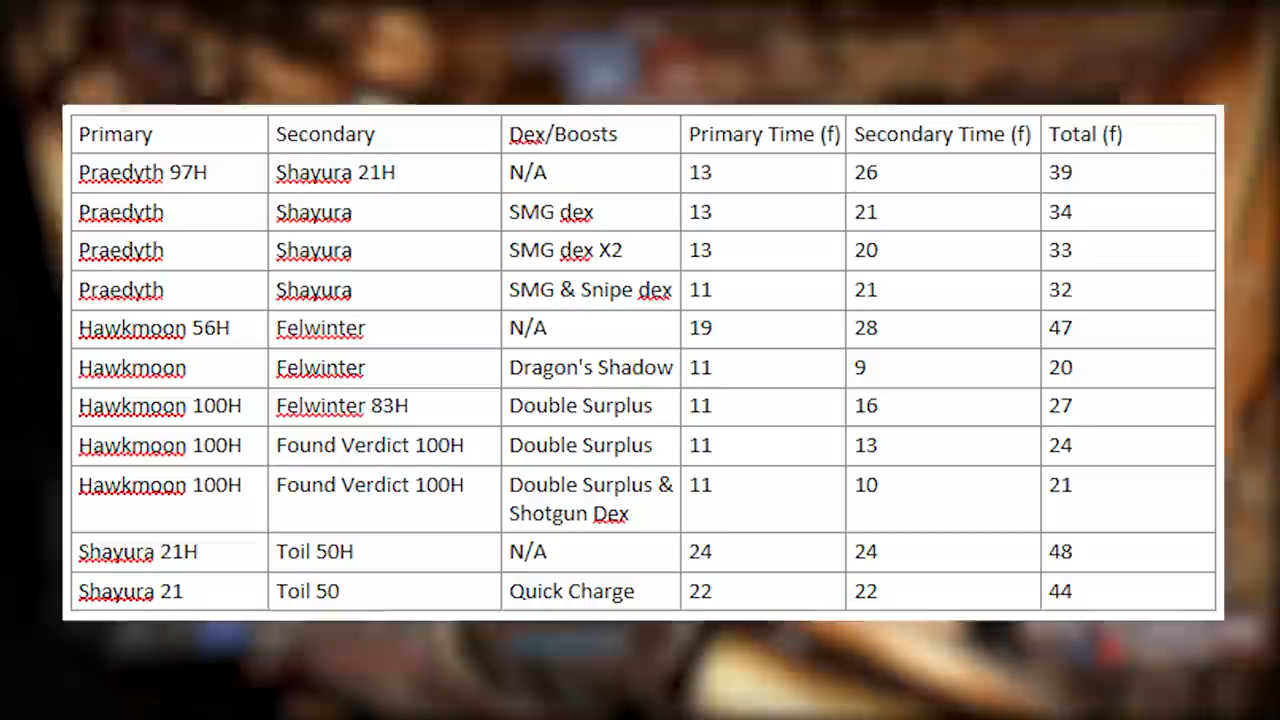 Primary Secondary Dex/Boosts Primary Time (f) Secondary Time (f) Total (f)
Praedyth 97H Shayura 21H N/A 13 26 39
Praedyth Shayura SMG dex 13 21 34
Praedyth Shayura SMG dex X2 13 20 33
Praedyth Shayura SMG & Snipe dex 11 21 32
Hawkmoon 56H Felwinter N/A 19 28 47
Hawkmoon Felwinter Dragon's Shadow 11 9 20
Hawkmoon 100H Felwinter 83H Double Surplus 11 16 27
Hawkmoon 100H Found Verdict 100H Double Surplus 11 13 24
Hawkmoon 100H Found Verdict 100H Double Surplus & 11 10 21
Shotgun Dex
Shayura 21H Toil 50H N/A 24 24 48
Shayura 21 Toil 50 Quick Charge 22 22 44